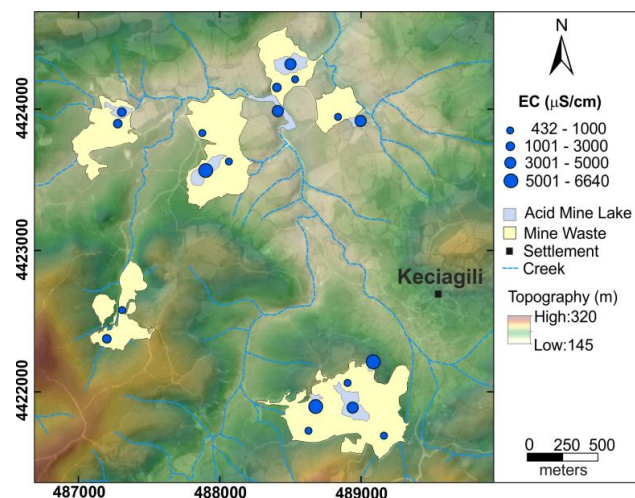 N
EC (µS/cm)
432 - 1000
1001 - 3000
3001 - 5000
5001 - 6640
Acid Mine Lake
Mine Waste
Settlement
Creek
Topography (m)
High:320
Low:145
0 250 500
meters
Keciagili
4424000
4423000
4422000
487000 488000 489000